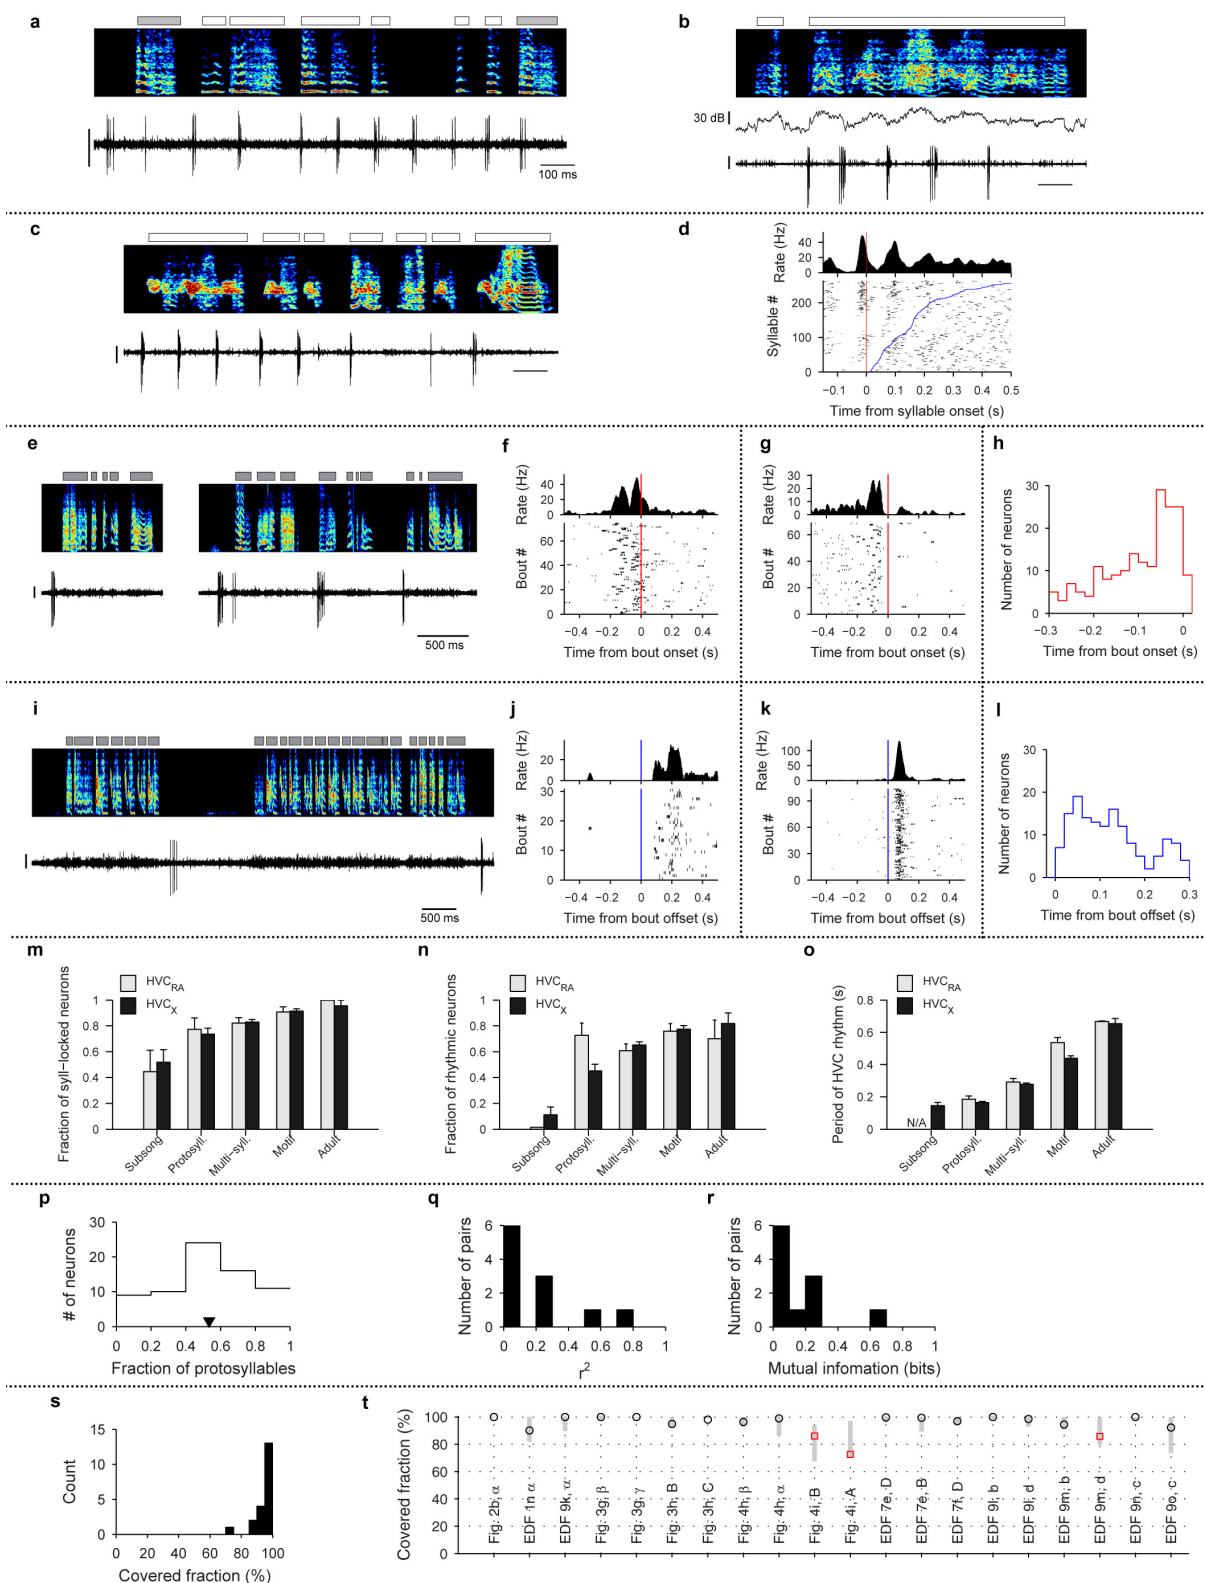 a
100 ms
b
30 dB
c
d
Rate (Hz)
40
20
0
Syllable #
200
100
0
−0.1 0 0.1 0.2 0.3 0.4 0.5
Time from syllable onset (s)
e
500 ms
f
Rate (Hz)
40
20
0
Bout #
60
40
20
0
−0.4 −0.2 0 0.2 0.4
Time from bout onset (s)
g
Rate (Hz)
30
20
10
0
Bout #
60
40
20
0
−0.4 −0.2 0 0.2 0.4
Time from bout onset (s)
h
Number of neurons
30
20
10
0
−0.3 −0.2 −0.1 0
Time from bout onset (s)
i
500 ms
j
Rate (Hz)
20
0
Bout #
30
20
10
0
−0.4 −0.2 0 0.2 0.4
Time from bout offset (s)
k
Rate (Hz)
100
50
0
Bout #
90
60
30
0
−0.4 −0.2 0 0.2 0.4
Time from bout offset (s)
l
Number of neurons
30
20
10
0
0 0.1 0.2 0.3
Time from bout offset (s)
m
Fraction of syll−locked neurons
HVCRA
HVCX
1
0.8
0.6
0.4
0.2
0
Subsong
Protosyll.
Multi−syll.
Motif
Adult
n
Fraction of rhythmic neurons
HVCRA
HVCX
1
0.8
0.6
0.4
0.2
0
Subsong
Protosyll.
Multi−syll.
Motif
Adult
o
Period of HVC rhythm (s)
HVCRA
HVCX
0.8
0.6
0.4
0.2
0
N/A
Subsong
Protosyll.
Multi−syll.
Motif
Adult
p
# of neurons
30
20
10
0
0 0.2 0.4 0.6 0.8 1
Fraction of protosyllables
q
Number of pairs
6
4
2
0
0 0.2 0.4 0.6 0.8 1
r2
r
Number of pairs
6
4
2
0
0 0.2 0.4 0.6 0.8 1
Mutual infomation (bits)
s
Count
15
10
5
0
0 20 40 60 80 100
Covered fraction (%)
t
Covered fraction (%)
100
80
60
40
20
0
Fig. 2b, α
EDF 1n α
EDF 9k, α
Fig. 3g, β
Fig. 3g, γ
Fig. 3h, B
Fig. 3h, C
Fig. 4h, β
Fig. 4h, α
Fig. 4i, B
Fig. 4i, A
EDF 7e, D
EDF 7e, B
EDF 7f, D
EDF 9l, b
EDF 9l, d
EDF 9m, b
EDF 9m, d
EDF 9n, c
EDF 9o, c